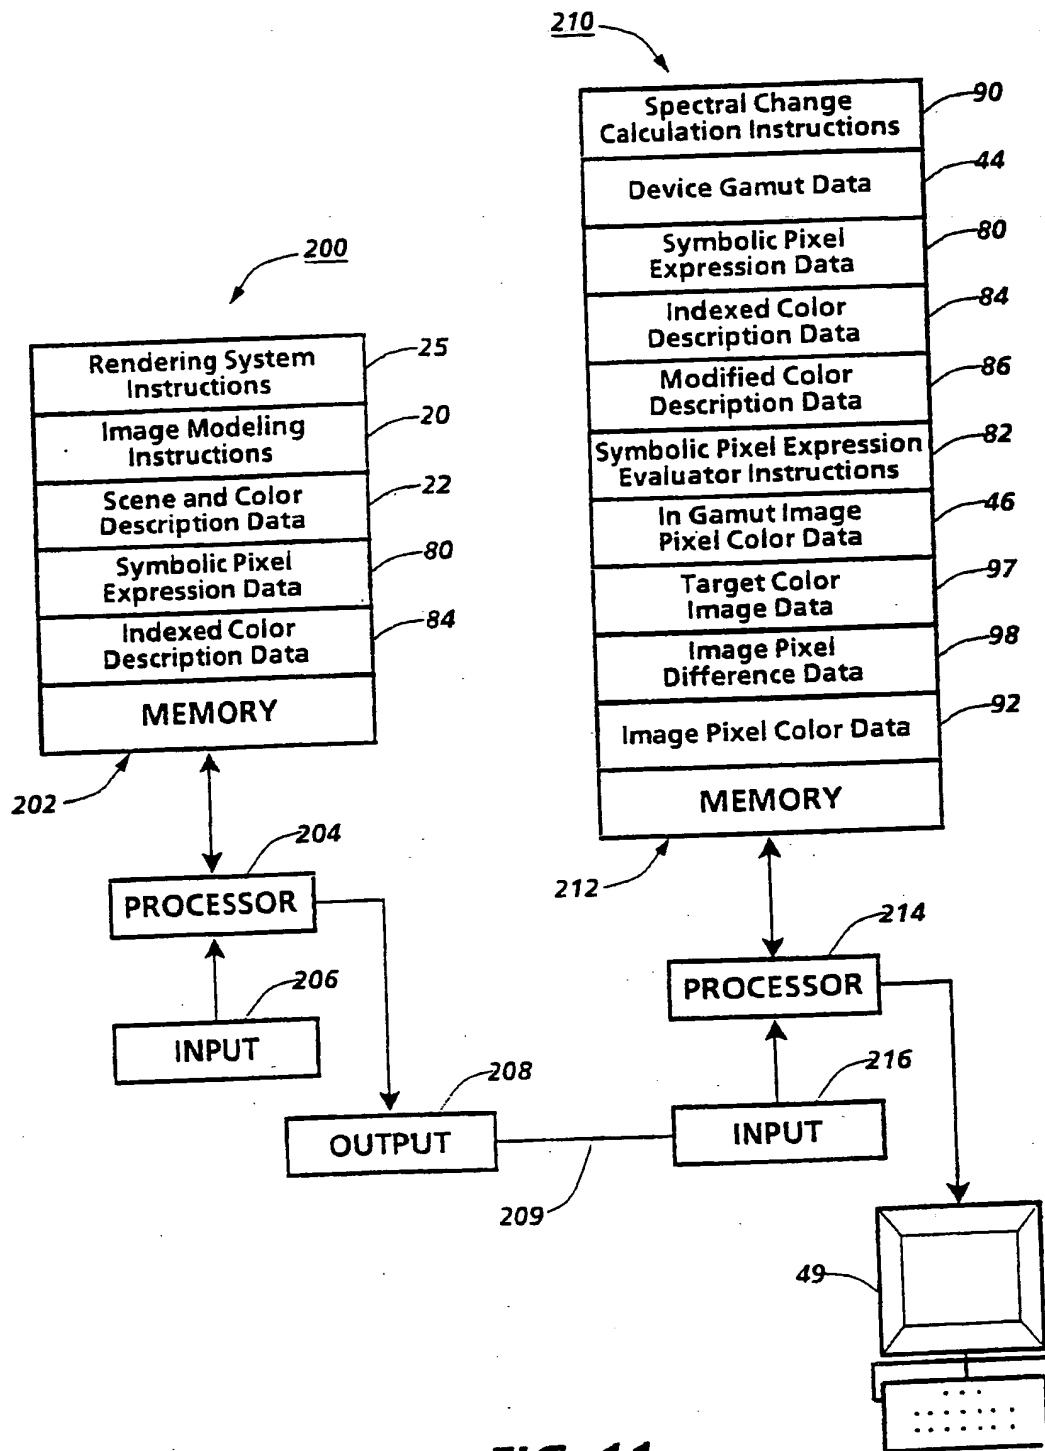 210
Spectral Change
Calculation Instructions
90
Device Gamut Data
44
Symbolic Pixel
Expression Data
80
Indexed Color
Description Data
84
Modified Color
Description Data
86
Symbolic Pixel Expression
Evaluator Instructions
82
In Gamut Image
Pixel Color Data
46
Target Color
Image Data
97
Image Pixel
Difference Data
98
Image Pixel Color Data
92
MEMORY
212
200
Rendering System
Instructions
25
Image Modeling
Instructions
20
Scene and Color
Description Data
22
Symbolic Pixel
Expression Data
80
Indexed Color
Description Data
84
MEMORY
202
204
PROCESSOR
206
INPUT
208
OUTPUT
209
214
PROCESSOR
216
INPUT
49
FIG. 11